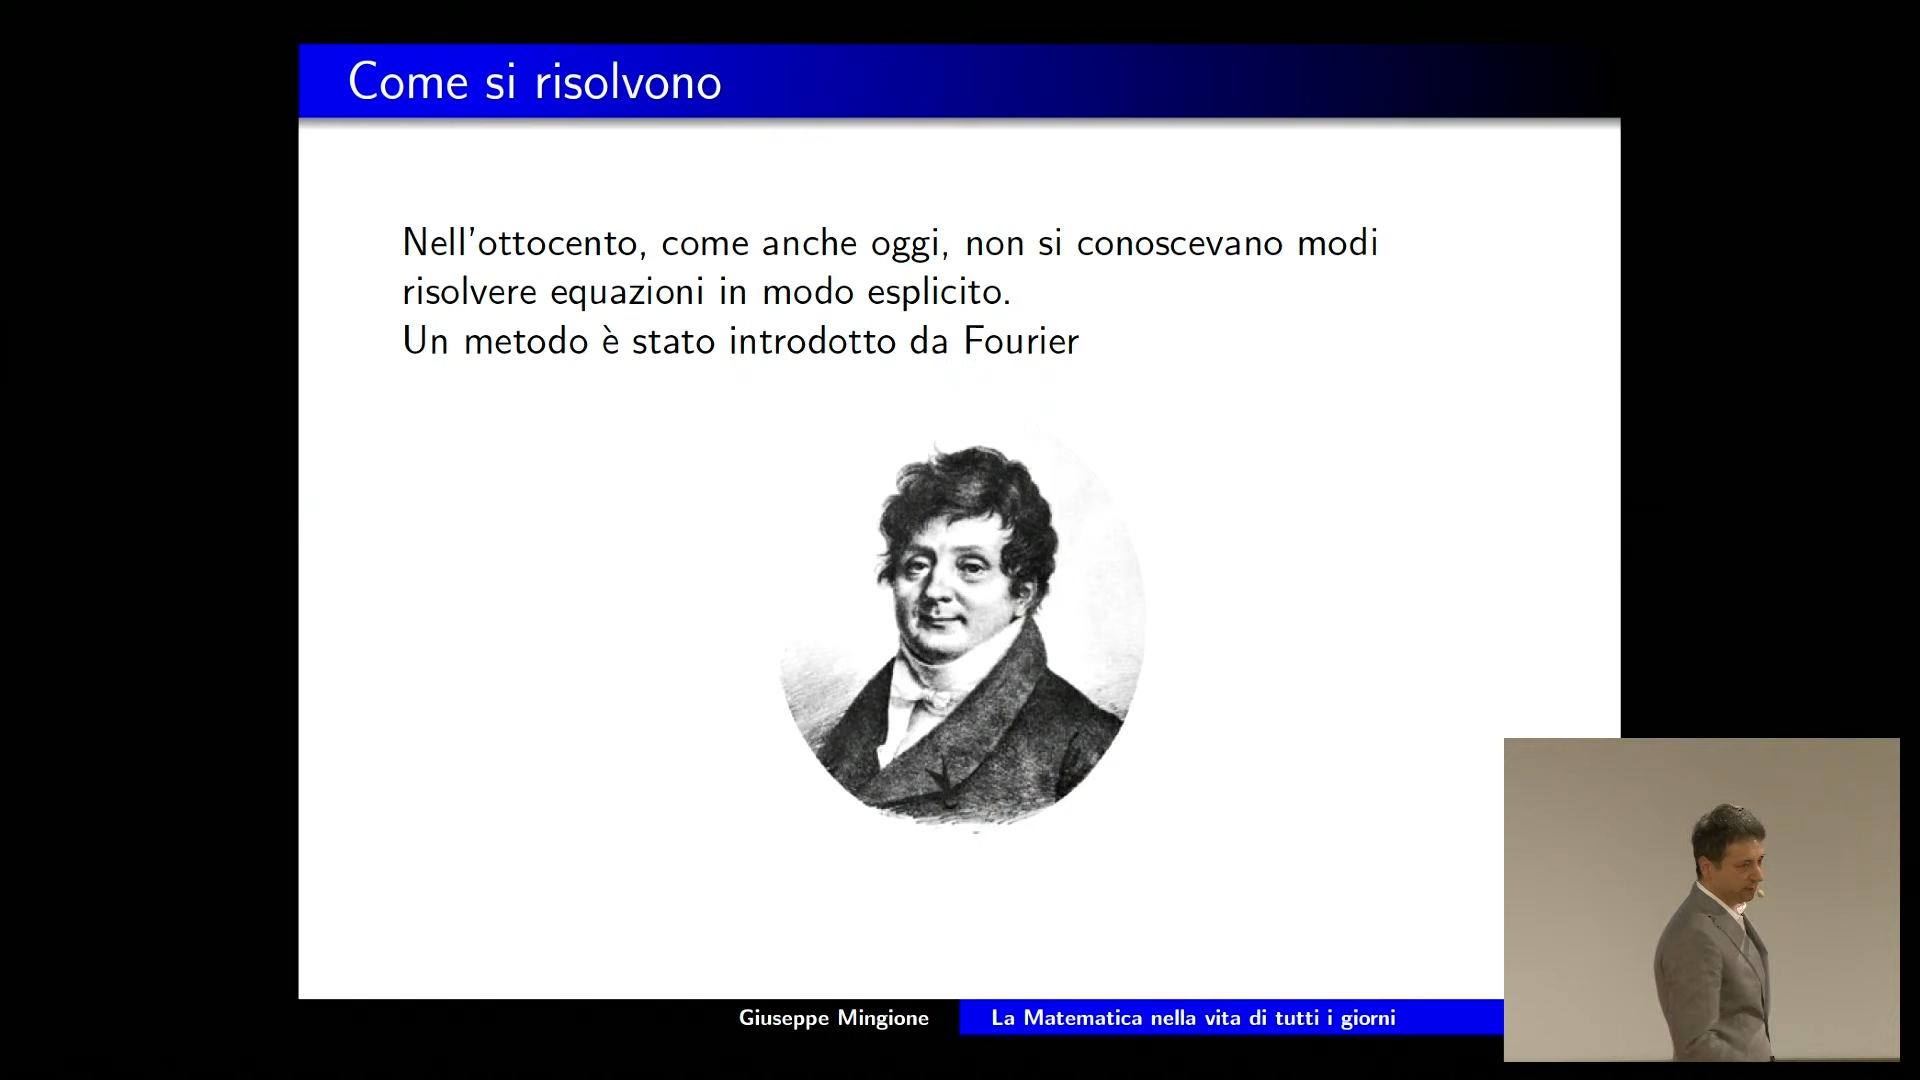 Come si risolvono
Nell'ottocento, come anche oggi, non si conoscevano modi
risolvere equazioni in modo esplicito.
Un metodo è stato introdotto da Fourier
Giuseppe Mingione
La Matematica nella vita di tutti i giorni